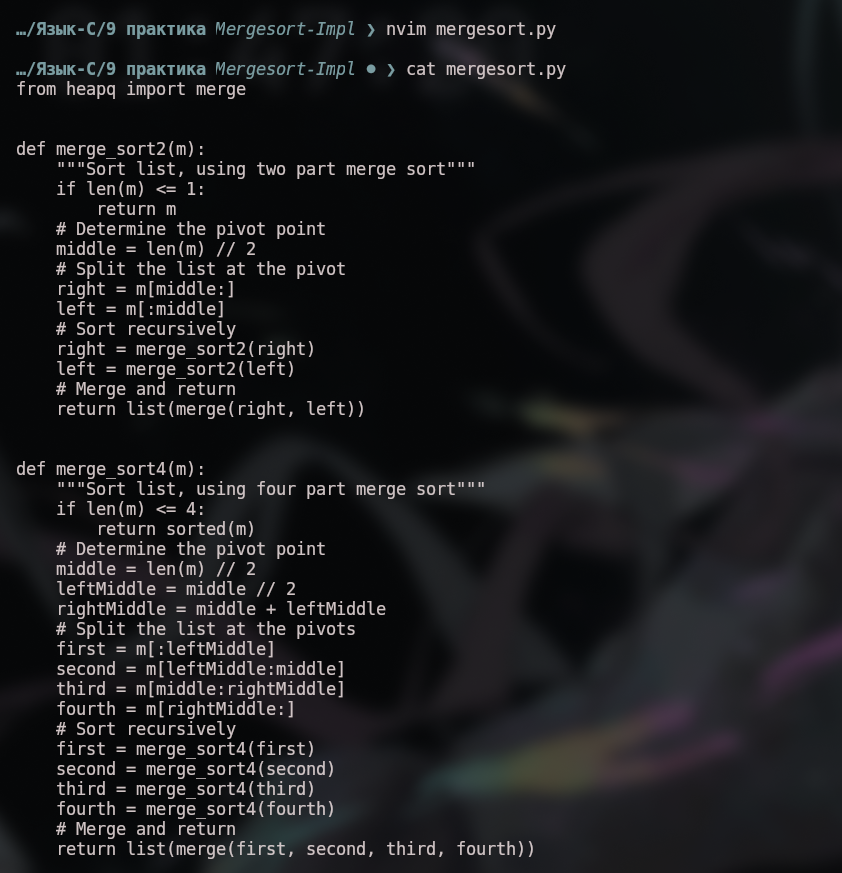 …/Язык-C/9 практика Mergesort-Impl ❯ nvim mergesort.py
…/Язык-C/9 практика Mergesort-Impl ● ❯ cat mergesort.py
from heapq import merge
def merge_sort2(m):
    """Sort list, using two part merge sort"""
    if len(m) <= 1:
        return m
    # Determine the pivot point
    middle = len(m) // 2
    # Split the list at the pivot
    right = m[middle:]
    left = m[:middle]
    # Sort recursively
    right = merge_sort2(right)
    left = merge_sort2(left)
    # Merge and return
    return list(merge(right, left))
def merge_sort4(m):
    """Sort list, using four part merge sort"""
    if len(m) <= 4:
        return sorted(m)
    # Determine the pivot point
    middle = len(m) // 2
    leftMiddle = middle // 2
    rightMiddle = middle + leftMiddle
    # Split the list at the pivots
    first = m[:leftMiddle]
    second = m[leftMiddle:middle]
    third = m[middle:rightMiddle]
    fourth = m[rightMiddle:]
    # Sort recursively
    first = merge_sort4(first)
    second = merge_sort4(second)
    third = merge_sort4(third)
    fourth = merge_sort4(fourth)
    # Merge and return
    return list(merge(first, second, third, fourth))